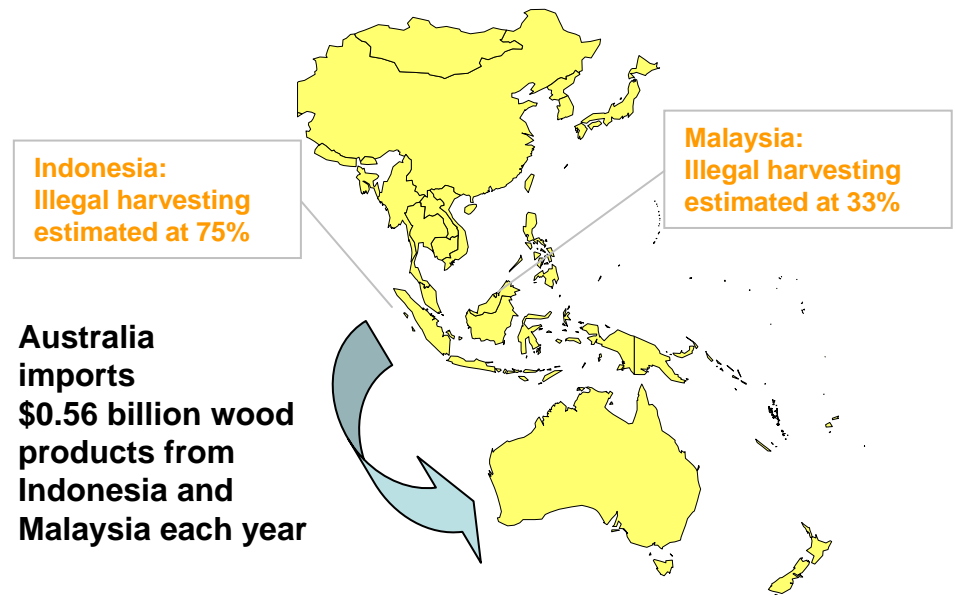 Indonesia:
Illegal harvesting
estimated at 75%
Malaysia:
Illegal harvesting
estimated at 33%
Australia
imports
$0.56 billion wood
products from
Indonesia and
Malaysia each year